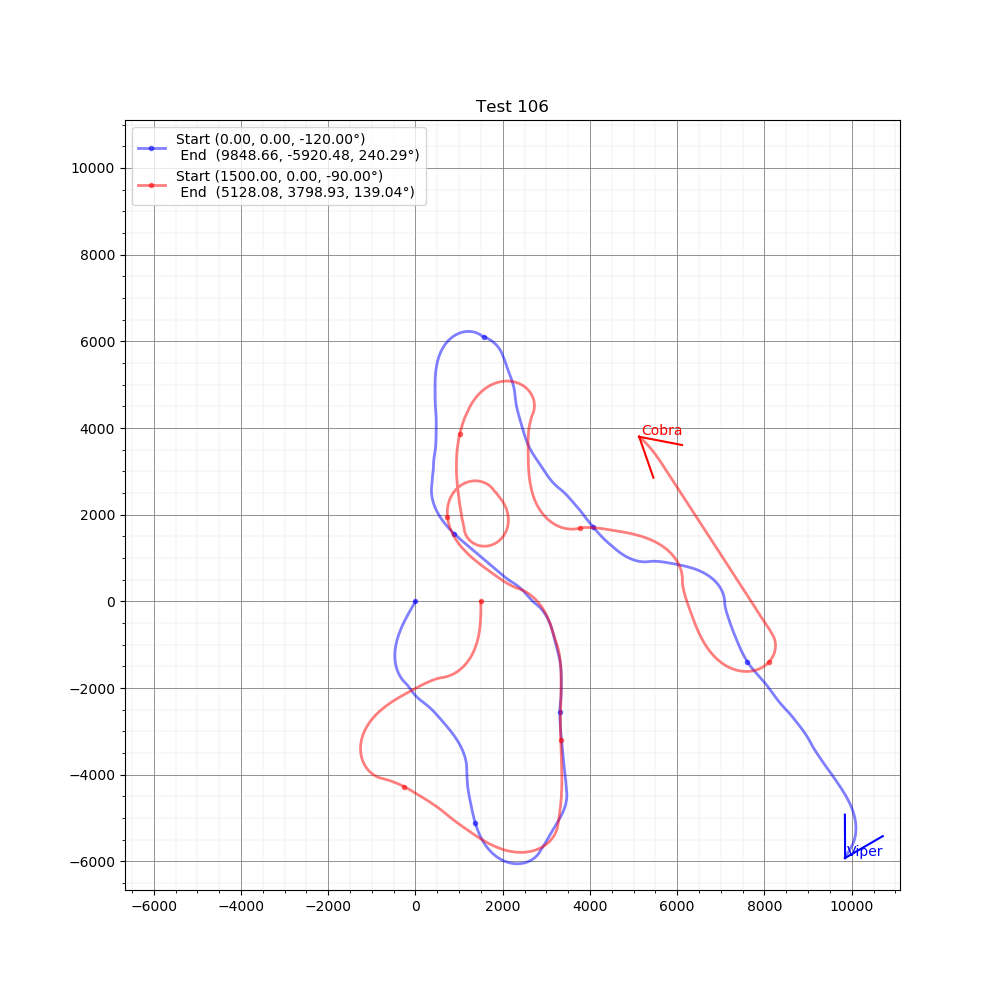 Test 106
Start (0.00, 0.00, -120.00°)
End (9848.66, -5920.48, 240.29°)
Start (1500.00, 0.00, -90.00°)
End (5128.08, 3798.93, 139.04°)
10000
8000
6000
4000
2000
0
−2000
−4000
−6000
Cobra
Viper
−6000 −4000 −2000 0 2000 4000 6000 8000 10000